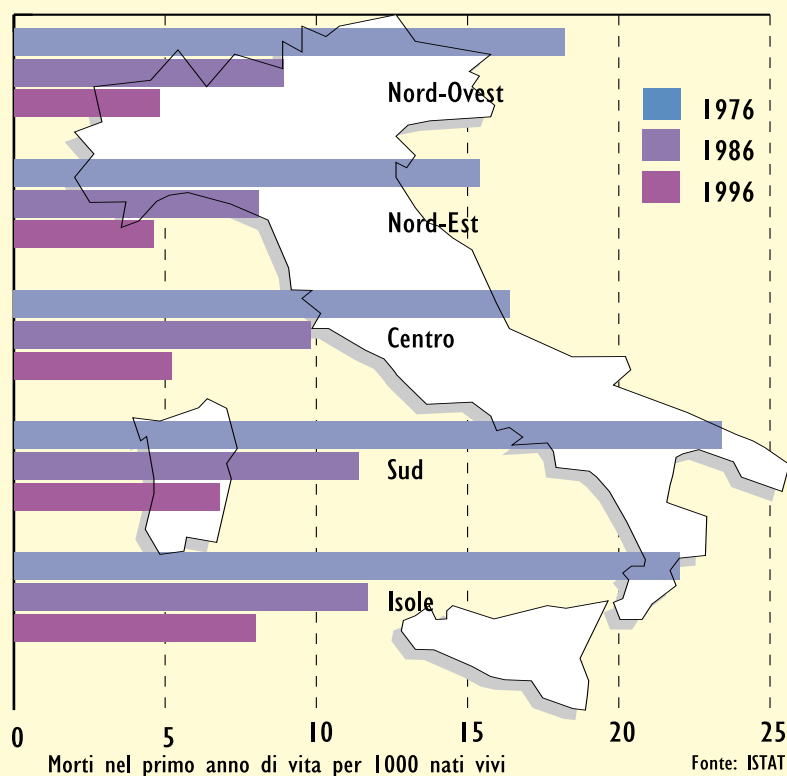 Nord-Ovest
1976
1986
1996
Nord-Est
Centro
Sud
Isole
0 5 10 15 20 25
Morti nel primo anno di vita per 1000 nati vivi
Fonte: ISTAT